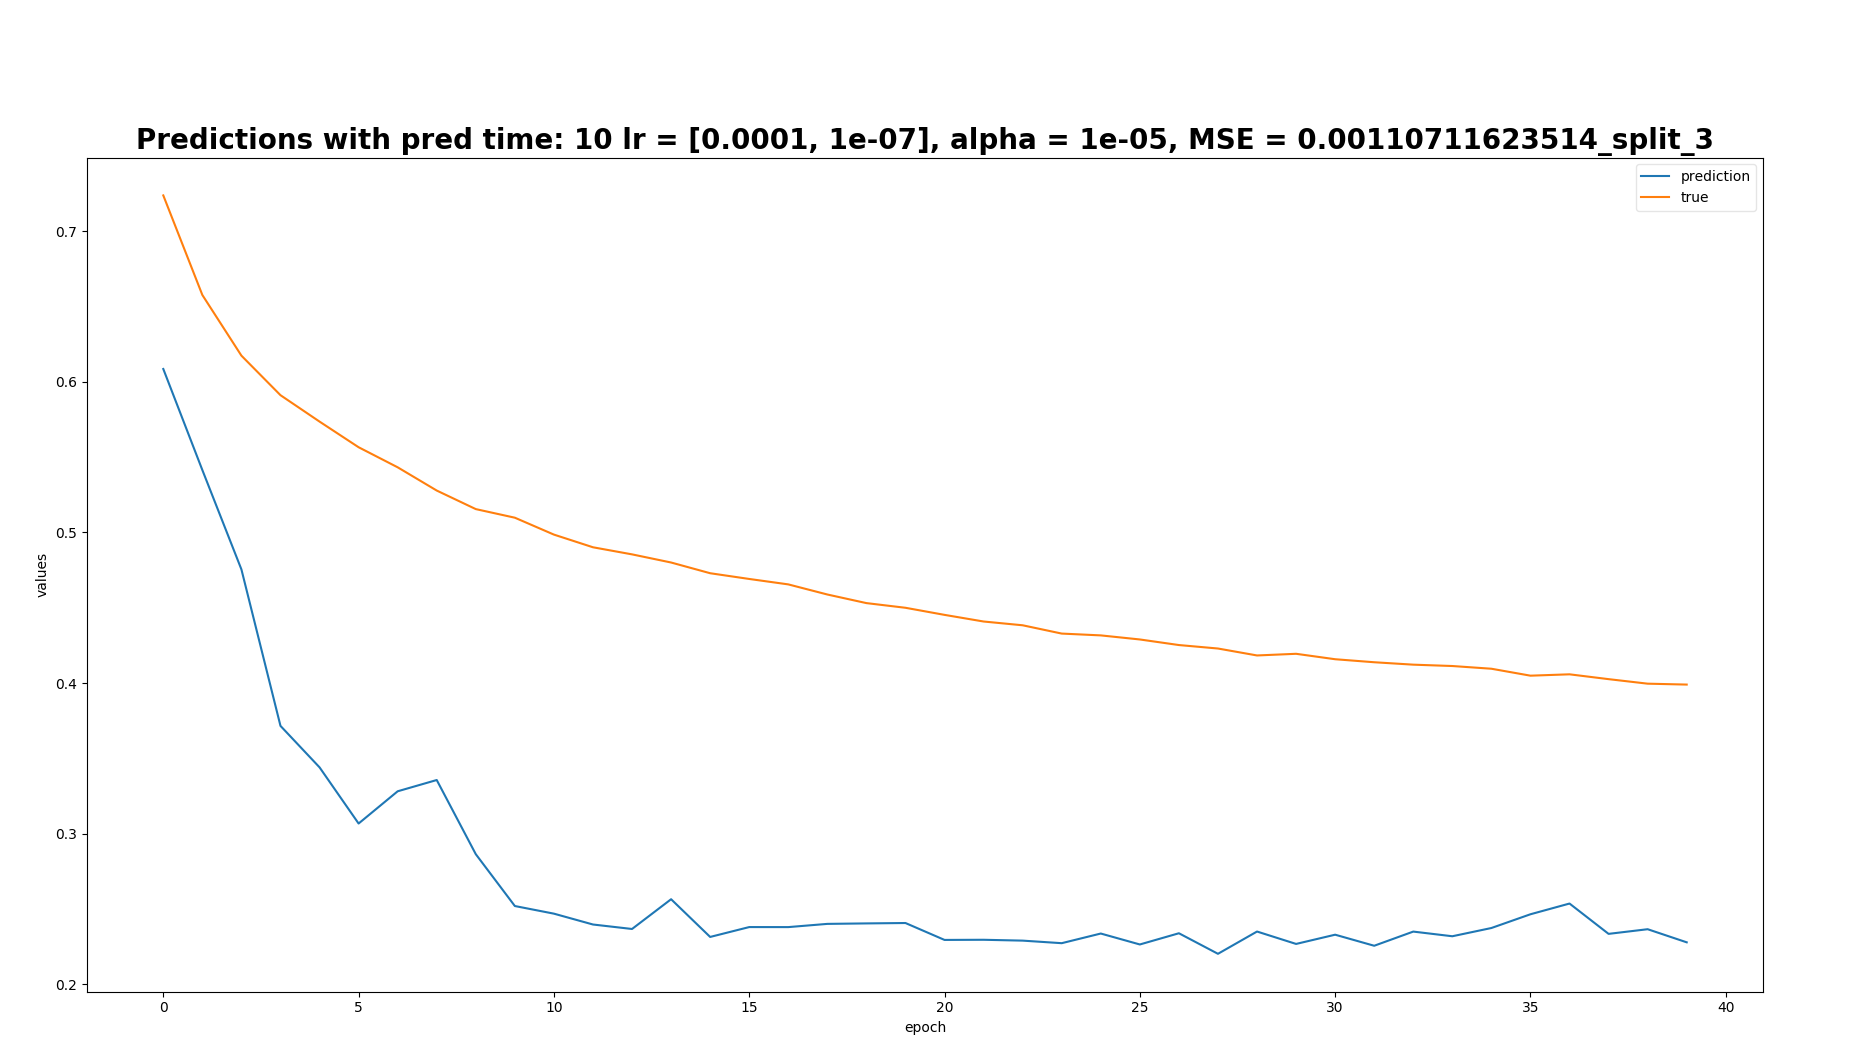 Predictions with pred time: 10 lr = [0.0001, 1e-07], alpha = 1e-05, MSE = 0.00110711623514_split_3
prediction
true
values
0.7
0.6
0.5
0.4
0.3
0.2
0 5 10 15 20 25 30 35 40
epoch